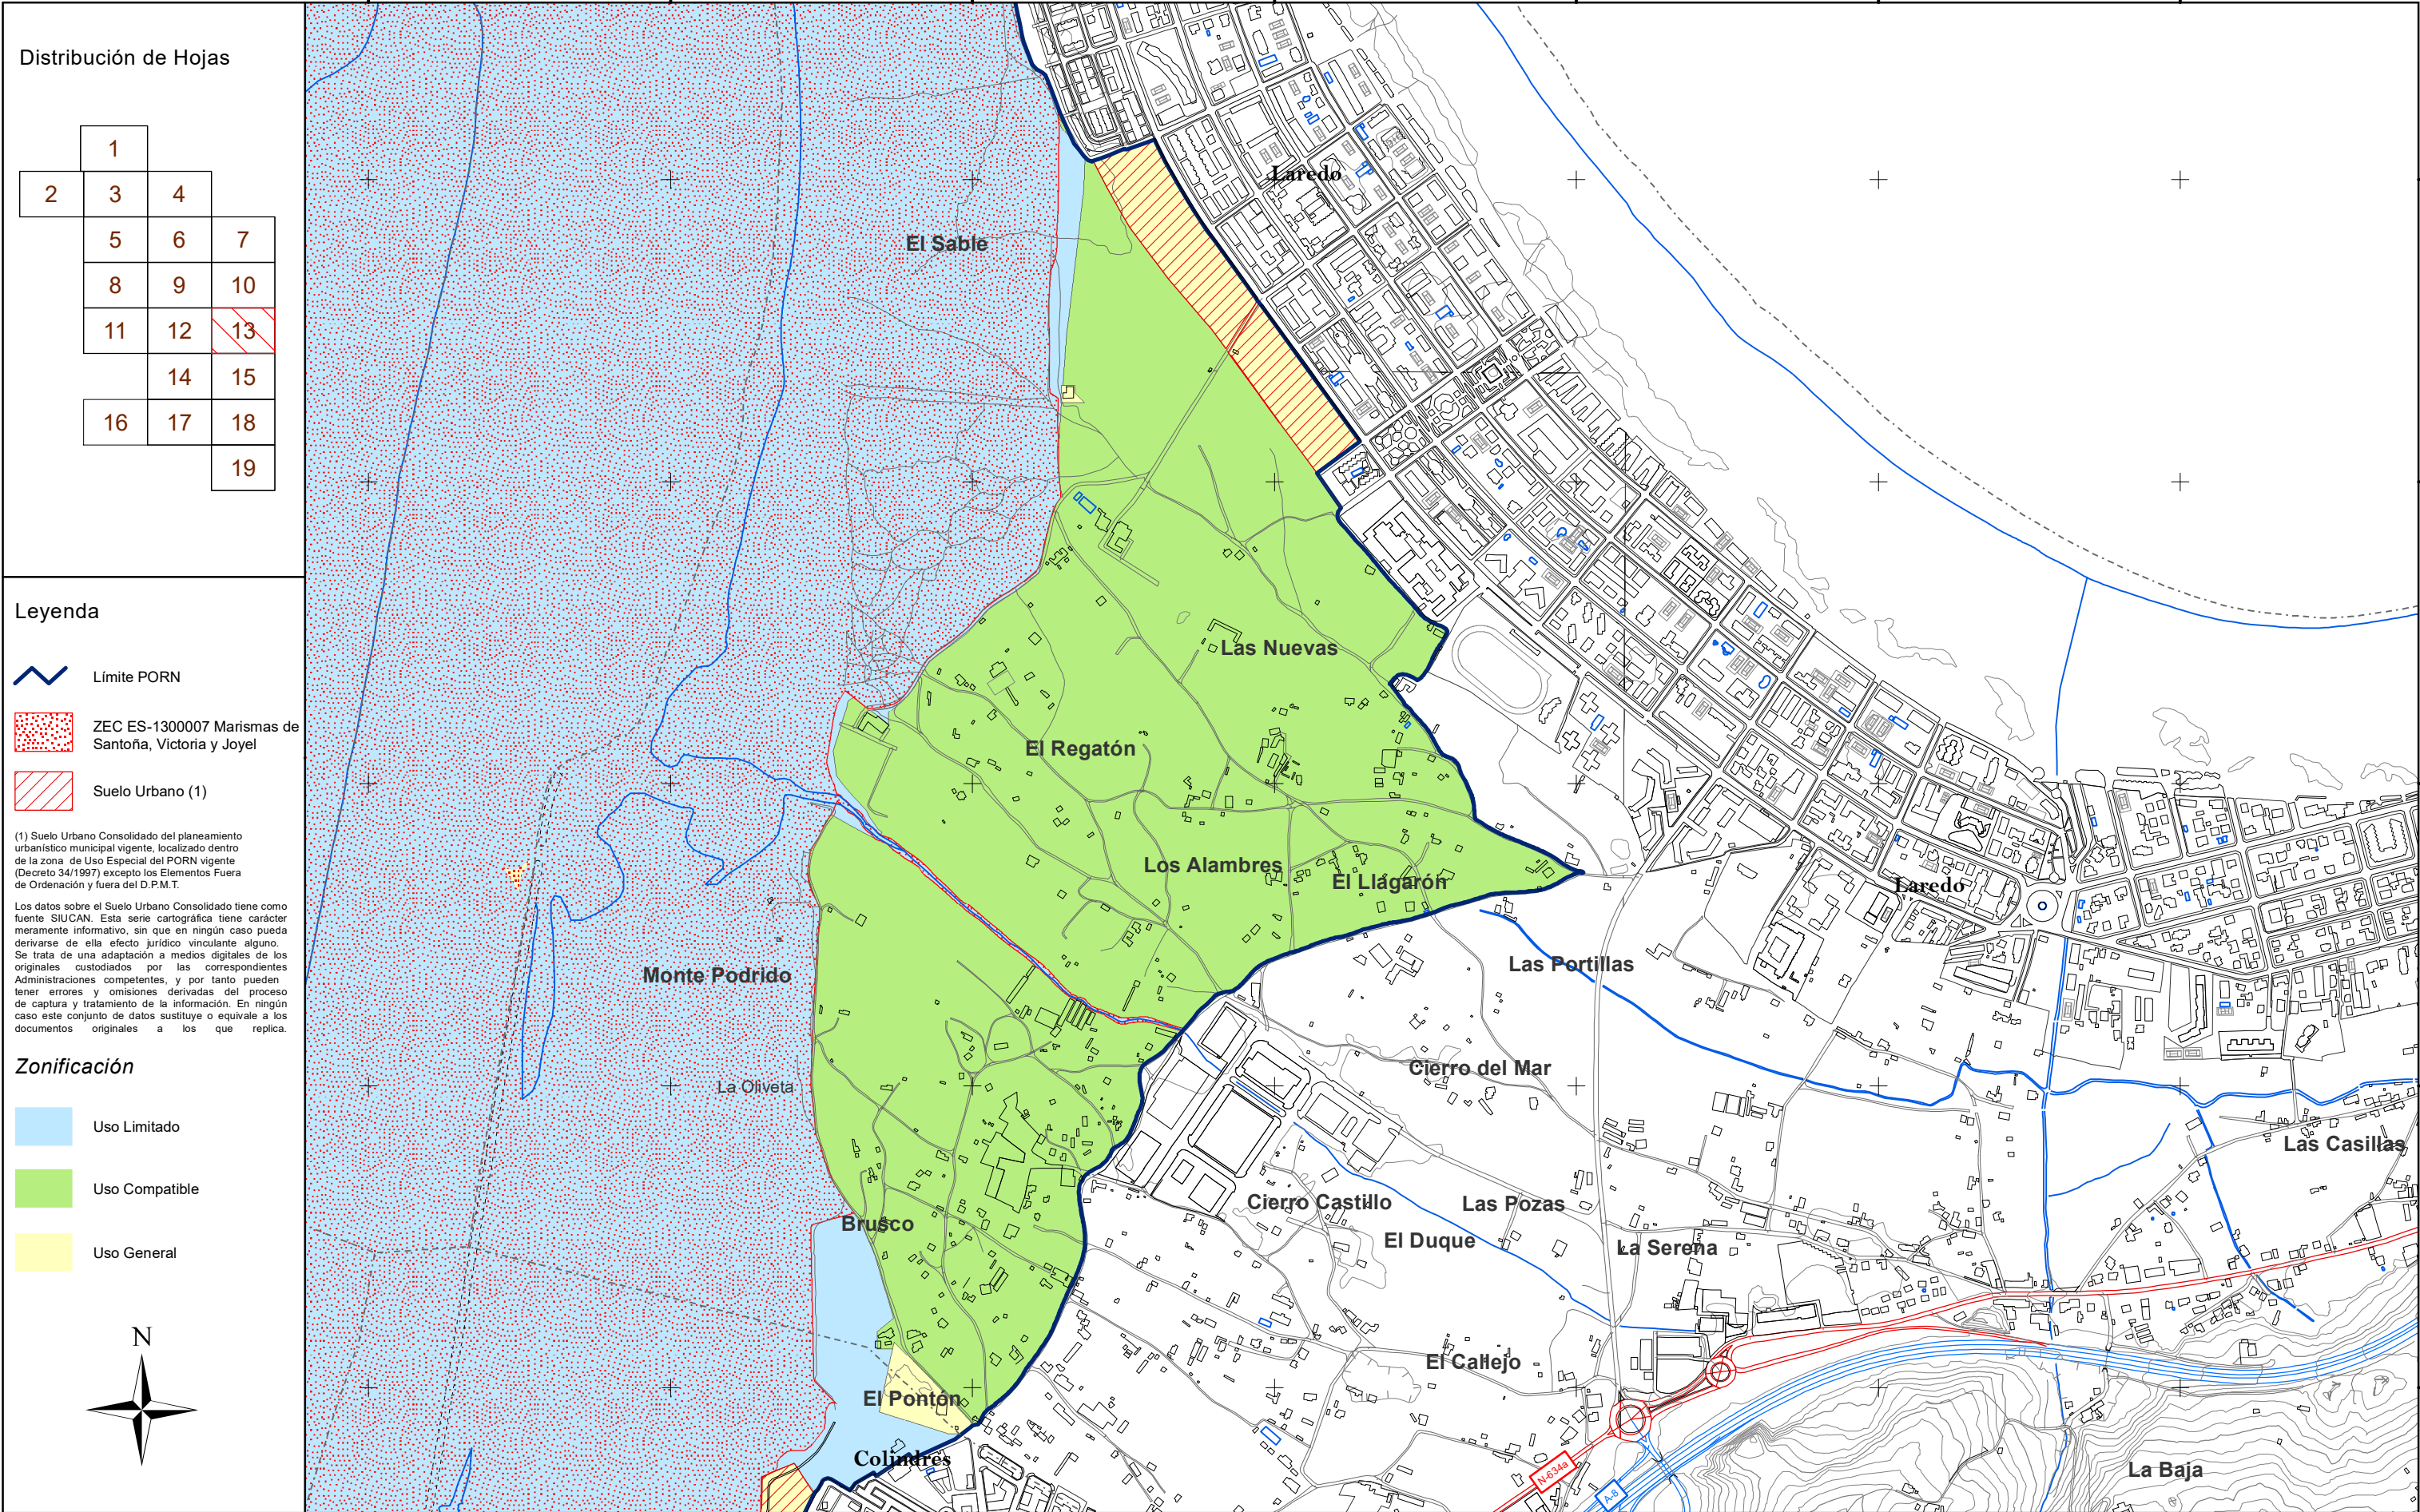 Distribución de Hojas
1
2 3 4
5 6 7
8 9 10
11 12 13
14 15
16 17 18
19
Leyenda
Límite PORN
ZEC ES-1300007 Marismas de
Santoña, Victoria y Joyel
Suelo Urbano (1)
(1) Suelo Urbano Consolidado del planeamiento
urbanístico municipal vigente, localizado dentro
de la zona de Uso Especial del PORN vigente
(Decreto 34/1997) excepto los Elementos Fuera
de Ordenación y fuera del D.P.M.T.
Los datos sobre el Suelo Urbano Consolidado tiene como
fuente SIUCAN. Esta serie cartográfica tiene carácter
meramente informativo, sin que en ningún caso pueda
derivarse de ella efecto jurídico vinculante alguno.
Se trata de una adaptación a medios digitales de los
originales custodiados por las correspondientes
Administraciones competentes, y por tanto pueden
tener errores y omisiones derivadas del proceso
de captura y tratamiento de la información. En ningún
caso este conjunto de datos sustituye o equivale a los
documentos originales a los que replica.
Zonificación
Uso Limitado
Uso Compatible
Uso General
N
Laredo
El Sable
Las Nuevas
El Regatón
Los Alambres
El Llagarón
Laredo
Las Portillas
Monte Podrido
Cierro del Mar
La Oliveta
Las Casillas
Cierro Castillo
Las Pozas
Brusco
El Duque
La Serena
El Callejo
El Pontón
Colindres
La Baja
N-634a
A-8